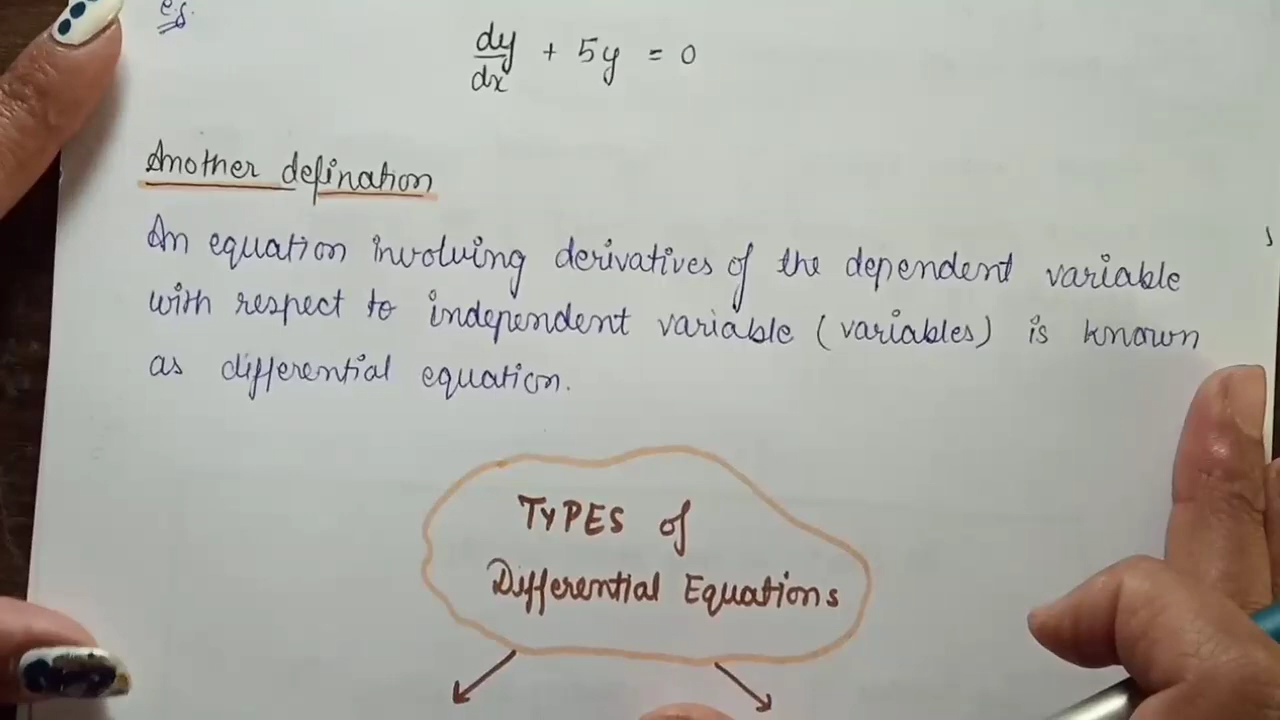 e.g.
dy/dx + 5y = 0
Another defination
An equation involving derivatives of the dependent variable
with respect to independent variable (variables) is known
as differential equation.
TYPES of
Differential Equations